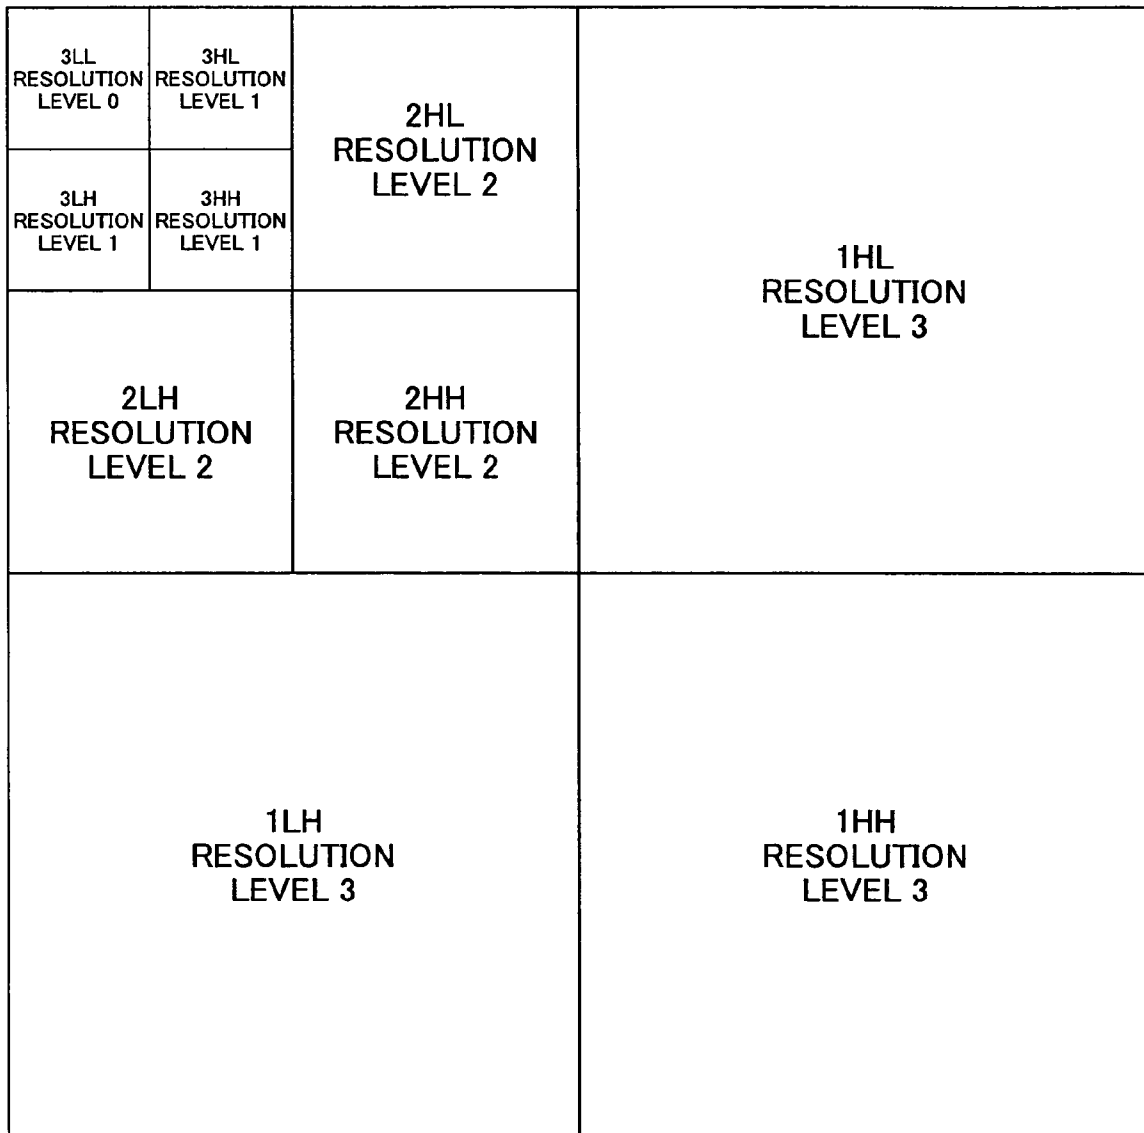 3LL
RESOLUTION
LEVEL 0
3HL
RESOLUTION
LEVEL 1
2HL
RESOLUTION
LEVEL 2
3LH
RESOLUTION
LEVEL 1
3HH
RESOLUTION
LEVEL 1
1HL
RESOLUTION
LEVEL 3
2LH
RESOLUTION
LEVEL 2
2HH
RESOLUTION
LEVEL 2
1LH
RESOLUTION
LEVEL 3
1HH
RESOLUTION
LEVEL 3